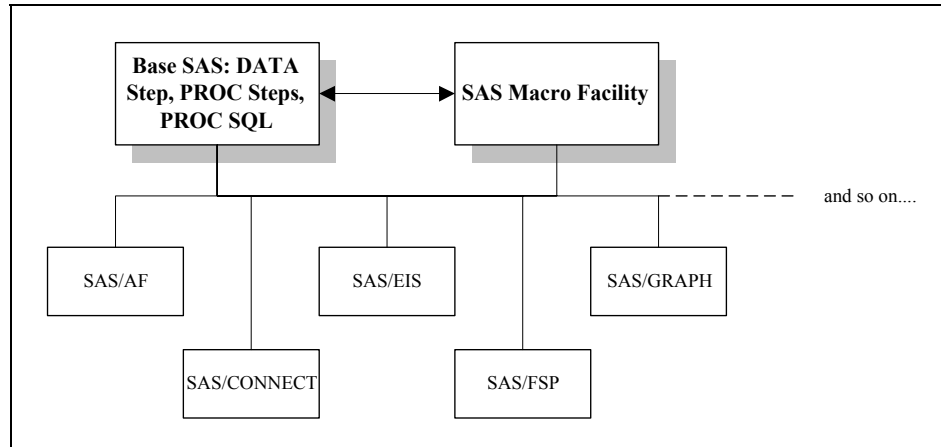 Base SAS: DATA
Step, PROC Steps,
PROC SQL
SAS Macro Facility
and so on....
SAS/AF
SAS/EIS
SAS/GRAPH
SAS/CONNECT
SAS/FSP